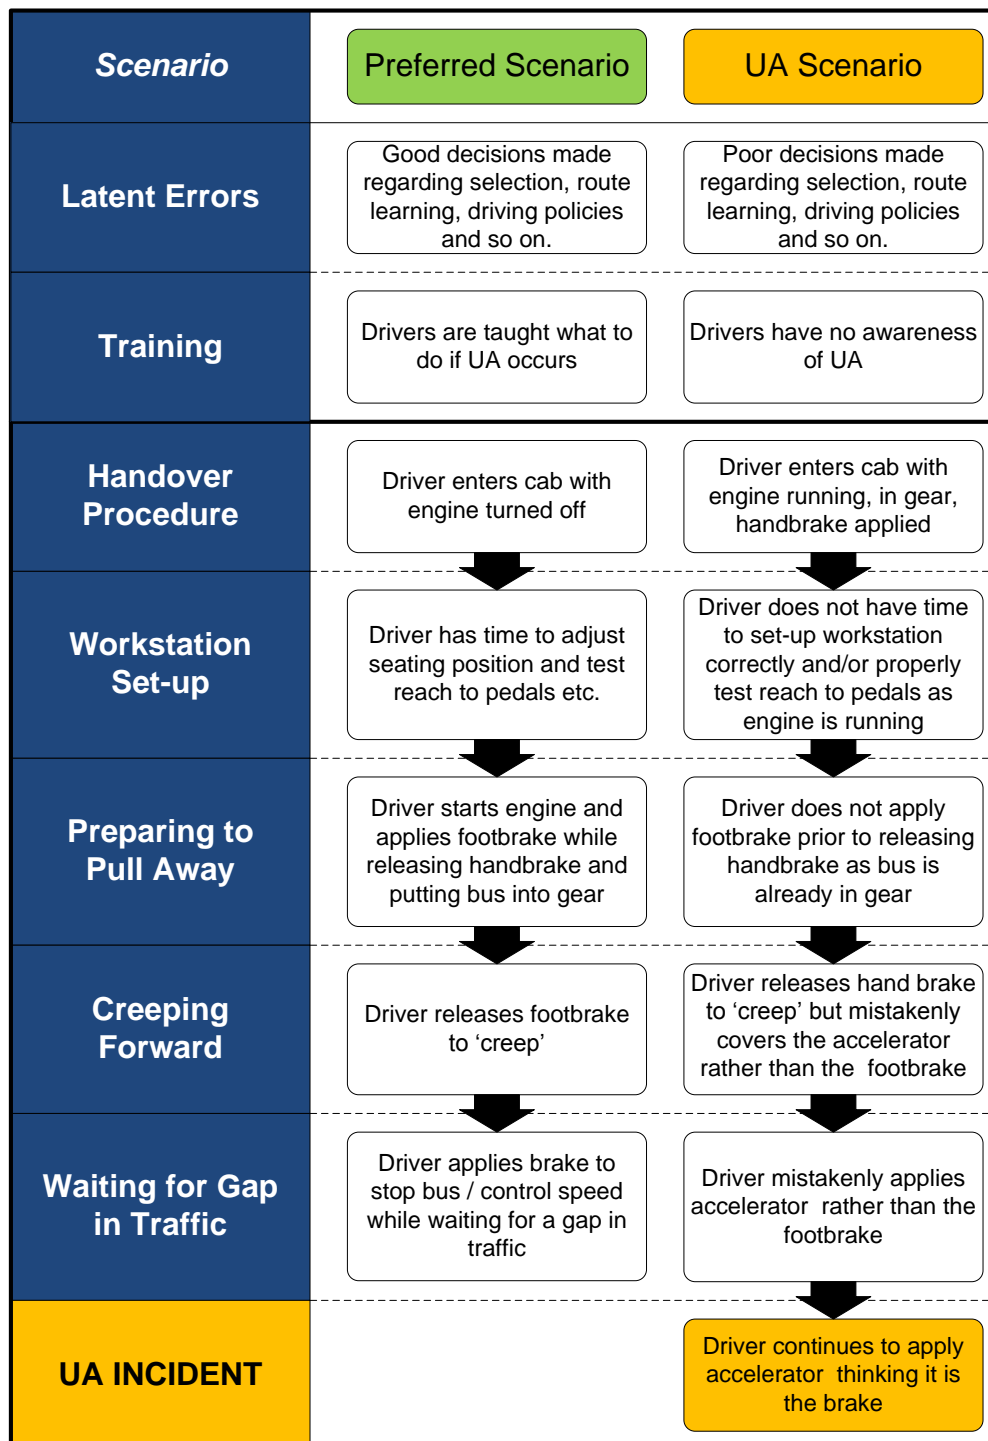 Scenario
Preferred Scenario
UA Scenario
Latent Errors
Good decisions made
regarding selection, route
learning, driving policies
and so on.
Poor decisions made
regarding selection, route
learning, driving policies
and so on.
Training
Drivers are taught what to
do if UA occurs
Drivers have no awareness
of UA
Handover
Procedure
Driver enters cab with
engine turned off
Driver enters cab with
engine running, in gear,
handbrake applied
Workstation
Set-up
Driver has time to adjust
seating position and test
reach to pedals etc.
Driver does not have time
to set-up workstation
correctly and/or properly
test reach to pedals as
engine is running
Preparing to
Pull Away
Driver starts engine and
applies footbrake while
releasing handbrake and
putting bus into gear
Driver does not apply
footbrake prior to releasing
handbrake as bus is
already in gear
Creeping
Forward
Driver releases footbrake
to ‘creep’
Driver releases hand brake
to ‘creep’ but mistakenly
covers the accelerator
rather than the footbrake
Waiting for Gap
in Traffic
Driver applies brake to
stop bus / control speed
while waiting for a gap in
traffic
Driver mistakenly applies
accelerator rather than the
footbrake
UA INCIDENT
Driver continues to apply
accelerator thinking it is
the brake